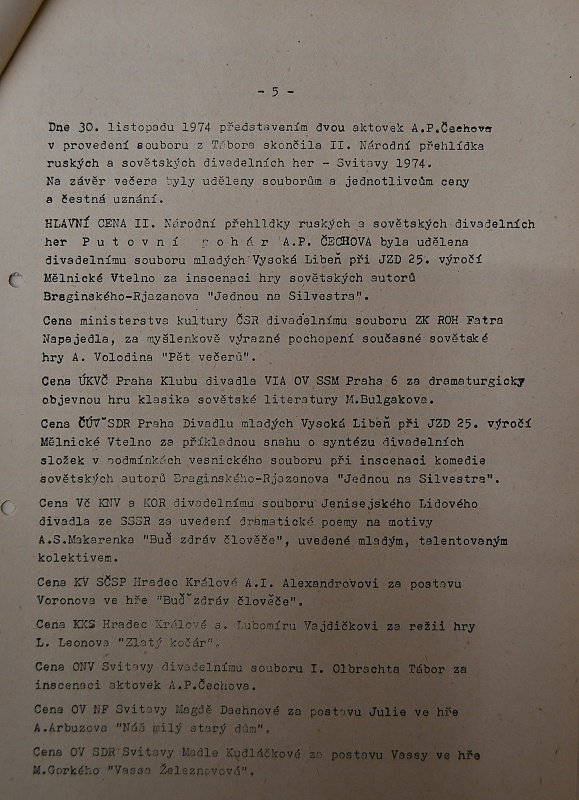 - 5 -
Dne 30. listopadu 1974 představením dvou aktovek A.P.Čechova
v provedení souboru z Tábora skončila II. Národní přehlídka
ruských a sovětských divadelních her - Svitavy 1974.
Na závěr večera byly uděleny souborům a jednotlivcům ceny
a čestná uznání.
HLAVNÍ CENA II. Národní přehlídky ruských a sovětských divadelních
her P u t o v n í p o h á r A.P. ČECHOVA byla udělena
divadelnímu souboru mladých Vysoká Libeň při JZD 25. výročí
Mělnické Vtelno za inscenaci hry sovětských autorů
Braginského-Rjazanova "Jednou na Silvestra".
Cena ministerstva kultury ČSR divadelnímu souboru ZK ROH Fatra
Napajedla, za myšlenkově výrazné pochopení současné sovětské
hry A. Volodina "Pět večerů".
Cena ÚKVČ Praha Klubu divadla VIA OV SSM Praha 6 za dramaturgicky
objevnou hru klasika sovětské literatury M.Bulgakova.
Cena ČÚV SDR Praha Divadlu mladých Vysoká Libeň při JZD 25. výročí
Mělnické Vtelno za příkladnou snahu o syntézu divadelních
složek v podmínkách vesnického souboru při inscenaci komedie
sovětských autorů Braginského-Rjazanova "Jednou na Silvestra".
Cena Vč KNV a KOR divadelnímu souboru Jenisejského Lidového
divadla ze SSSR za uvedení dramatické poemy na motivy
A.S.Makarenka "Buď zdráv člověče", uvedené mladým, talentovaným
kolektivem.
Cena KV SČSP Hradec Králové A.I. Alexandrovovi za postavu
Voronova ve hře "Buď zdráv člověče".
Cena KKS Hradec Králové s. Lubomíru Vajdičkovi za režii hry
L. Leonova "Zlatý kočár".
Cena ONV Svitavy divadelnímu souboru I. Olbrachta Tábor za
inscenaci aktovek A.P.Čechova.
Cena OV NF Svitavy Magdě Daehnové za postavu Julie ve hře
A.Arbuzova "Náš milý starý dům".
Cena OV SDR Svitavy Madle Kudláčkové za postavu Vassy ve hře
M.Gorkého "Vassa Železnovová".